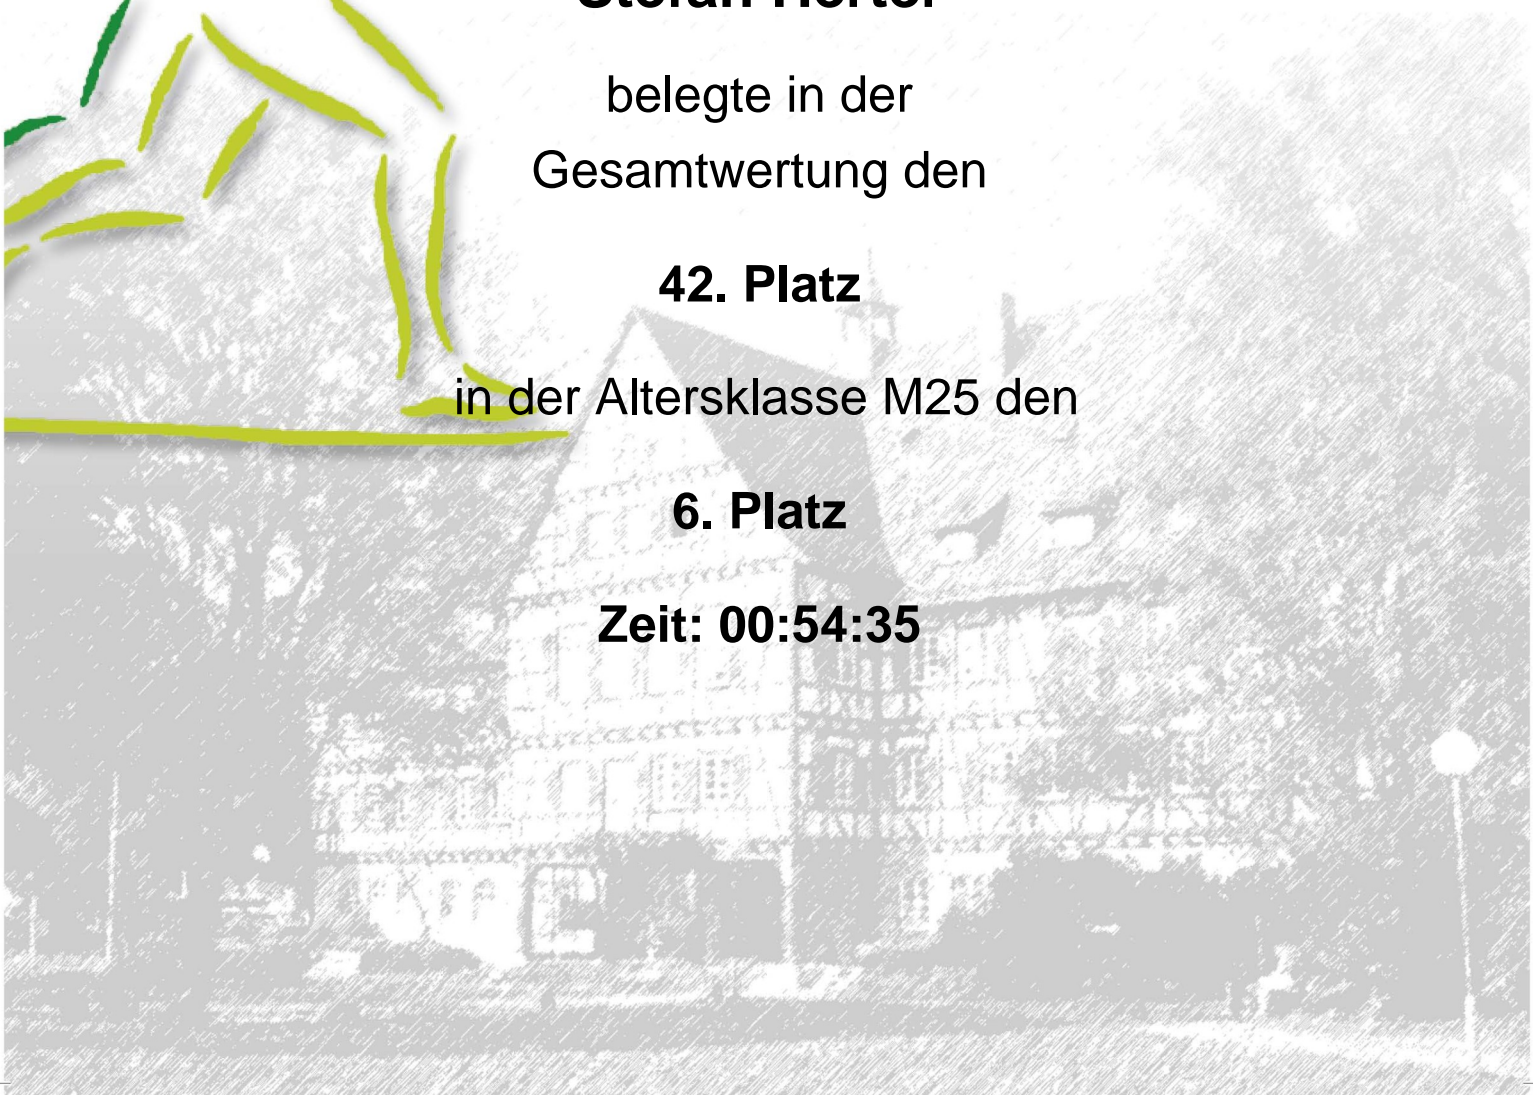 belegte in der
Gesamtwertung den
42. Platz
in der Altersklasse M25 den
6. Platz
Zeit: 00:54:35